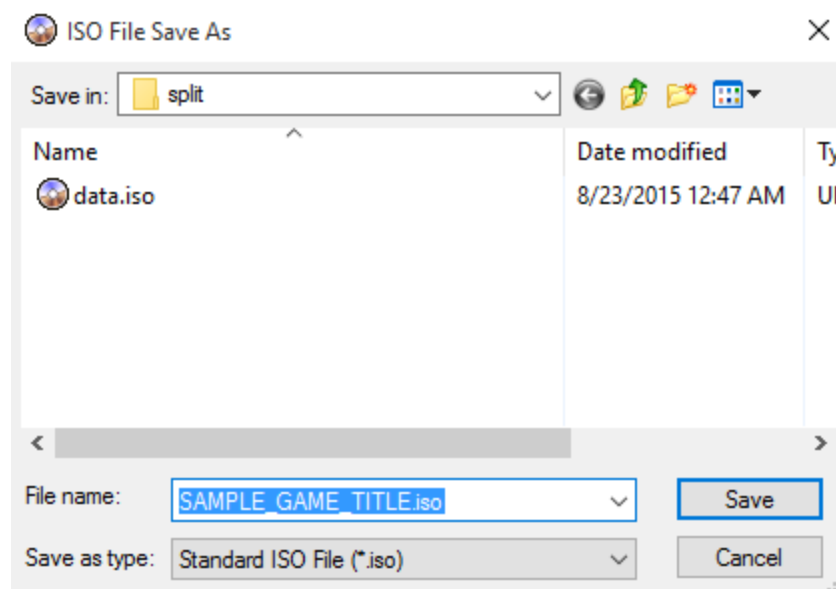 ISO File Save As
Save in: split
Name Date modified Ty
data.iso 8/23/2015 12:47 AM
File name: SAMPLE_GAME_TITLE.iso Save
Save as type: Standard ISO File (*.iso) Cancel